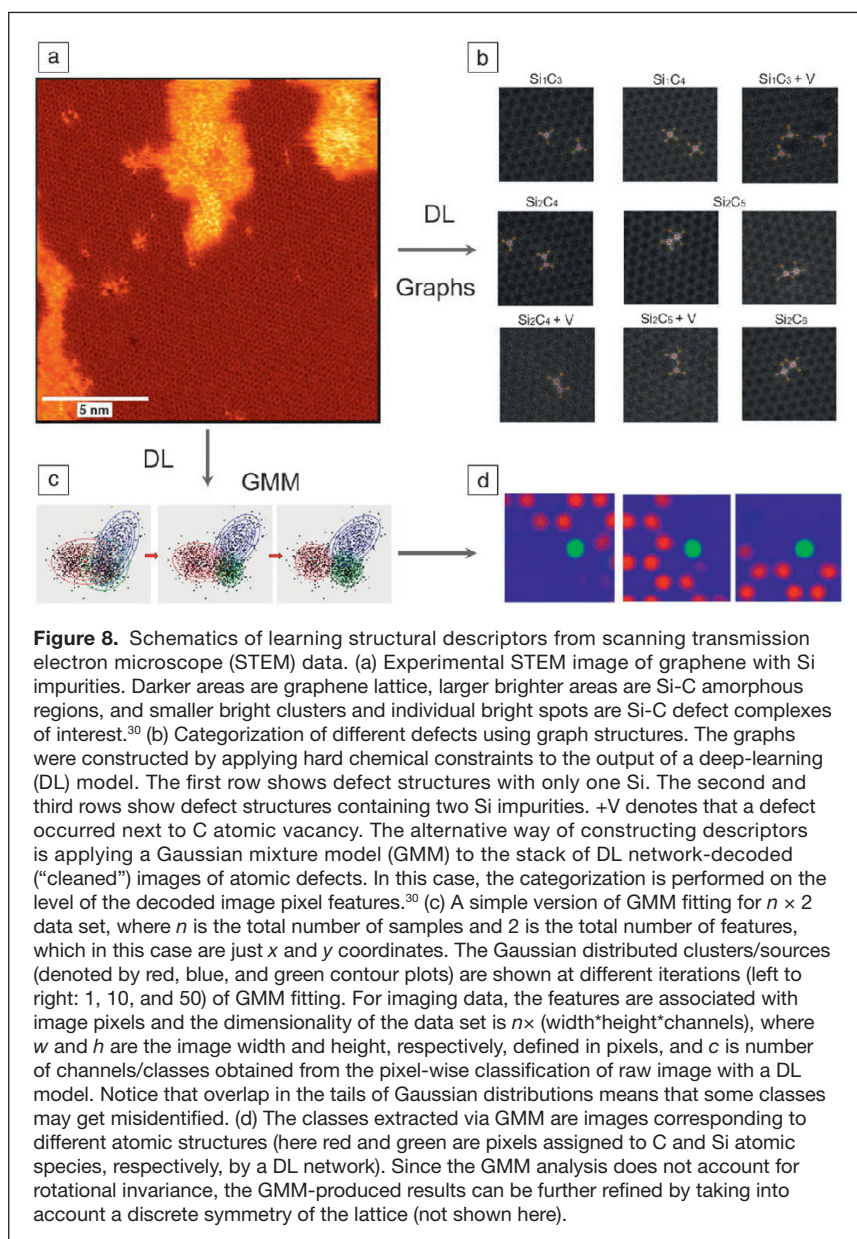 a
b
Si1C3
Si1C4
Si1C3 + V
DL
Graphs
Si2C4
Si2C5
Si2C4 + V
Si2C5 + V
Si2C6
5 nm
DL
GMM
c
d
Figure 8. Schematics of learning structural descriptors from scanning transmission
electron microscope (STEM) data. (a) Experimental STEM image of graphene with Si
impurities. Darker areas are graphene lattice, larger brighter areas are Si-C amorphous
regions, and smaller bright clusters and individual bright spots are Si-C defect complexes
of interest.30 (b) Categorization of different defects using graph structures. The graphs
were constructed by applying hard chemical constraints to the output of a deep-learning
(DL) model. The first row shows defect structures with only one Si. The second and
third rows show defect structures containing two Si impurities. +V denotes that a defect
occurred next to C atomic vacancy. The alternative way of constructing descriptors
is applying a Gaussian mixture model (GMM) to the stack of DL network-decoded
(“cleaned”) images of atomic defects. In this case, the categorization is performed on the
level of the decoded image pixel features.30 (c) A simple version of GMM fitting for n × 2
data set, where n is the total number of samples and 2 is the total number of features,
which in this case are just x and y coordinates. The Gaussian distributed clusters/sources
(denoted by red, blue, and green contour plots) are shown at different iterations (left to
right: 1, 10, and 50) of GMM fitting. For imaging data, the features are associated with
image pixels and the dimensionality of the data set is n× (width*height*channels), where
w and h are the image width and height, respectively, defined in pixels, and c is number
of channels/classes obtained from the pixel-wise classification of raw image with a DL
model. Notice that overlap in the tails of Gaussian distributions means that some classes
may get misidentified. (d) The classes extracted via GMM are images corresponding to
different atomic structures (here red and green are pixels assigned to C and Si atomic
species, respectively, by a DL network). Since the GMM analysis does not account for
rotational invariance, the GMM-produced results can be further refined by taking into
account a discrete symmetry of the lattice (not shown here).